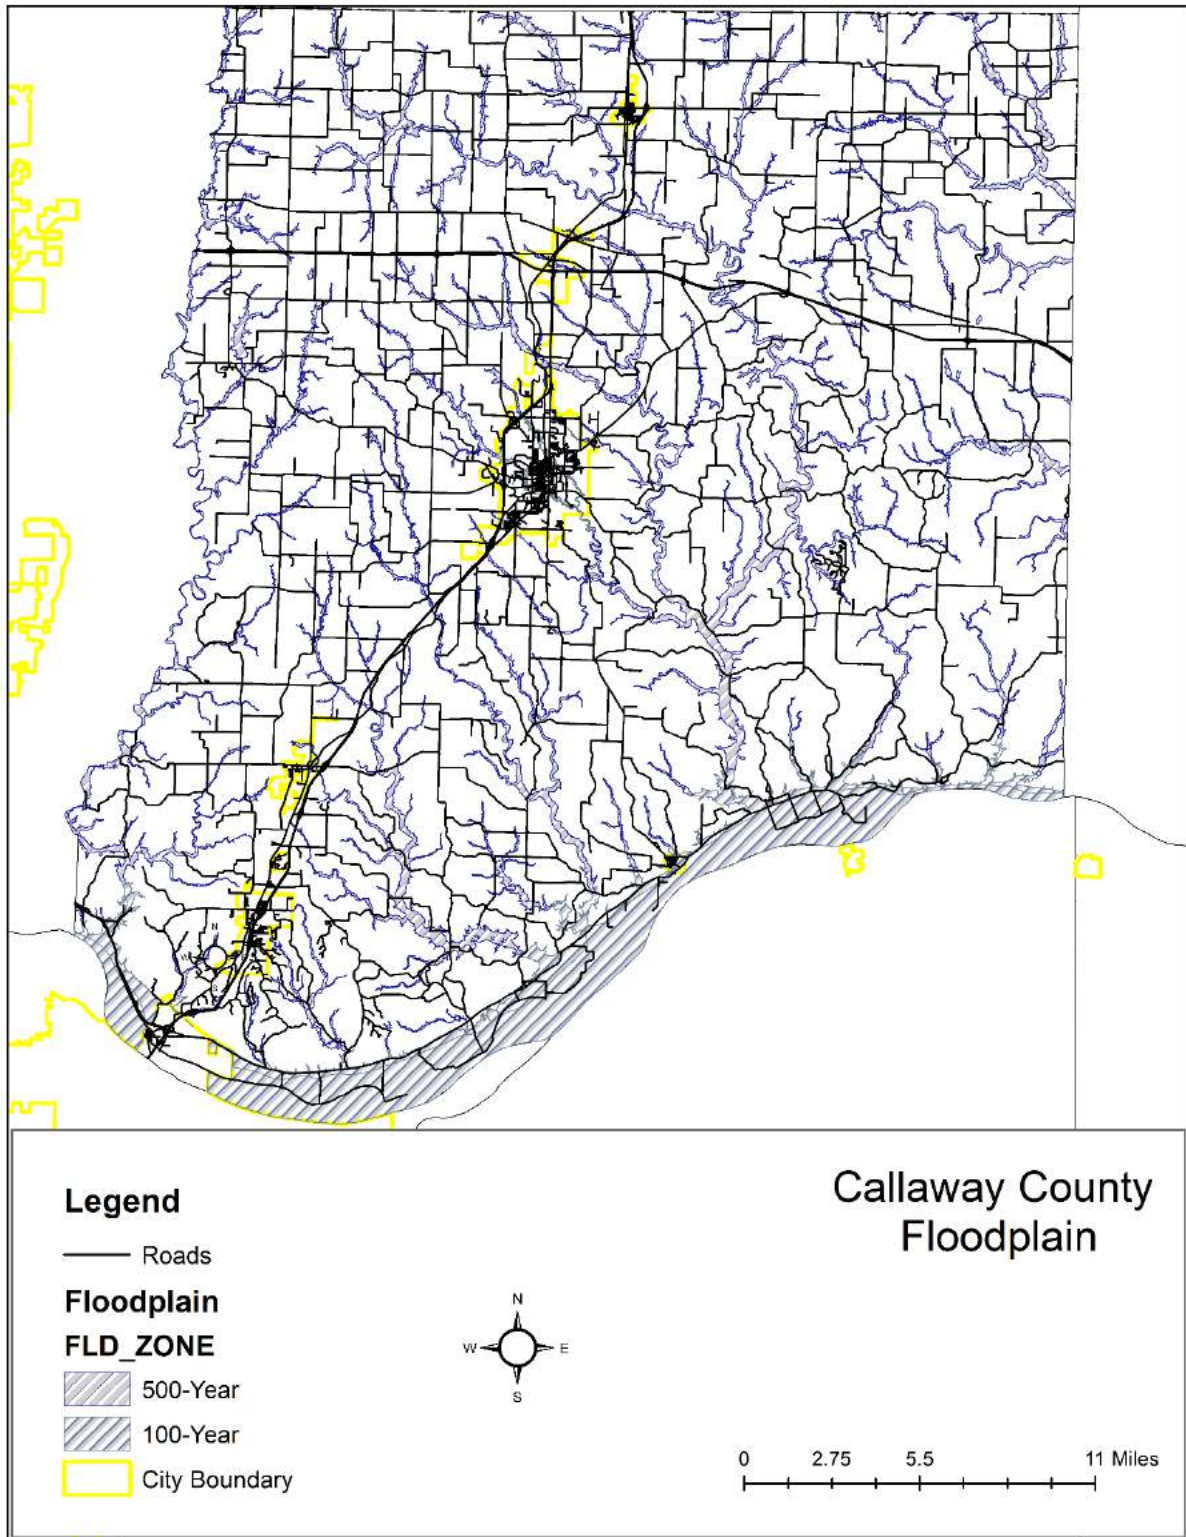 N
W
S
Legend
Callaway County
Floodplain
Roads
Floodplain
FLD_ZONE
N
W E
S
500-Year
100-Year
City Boundary
0 2.75 5.5 11 Miles